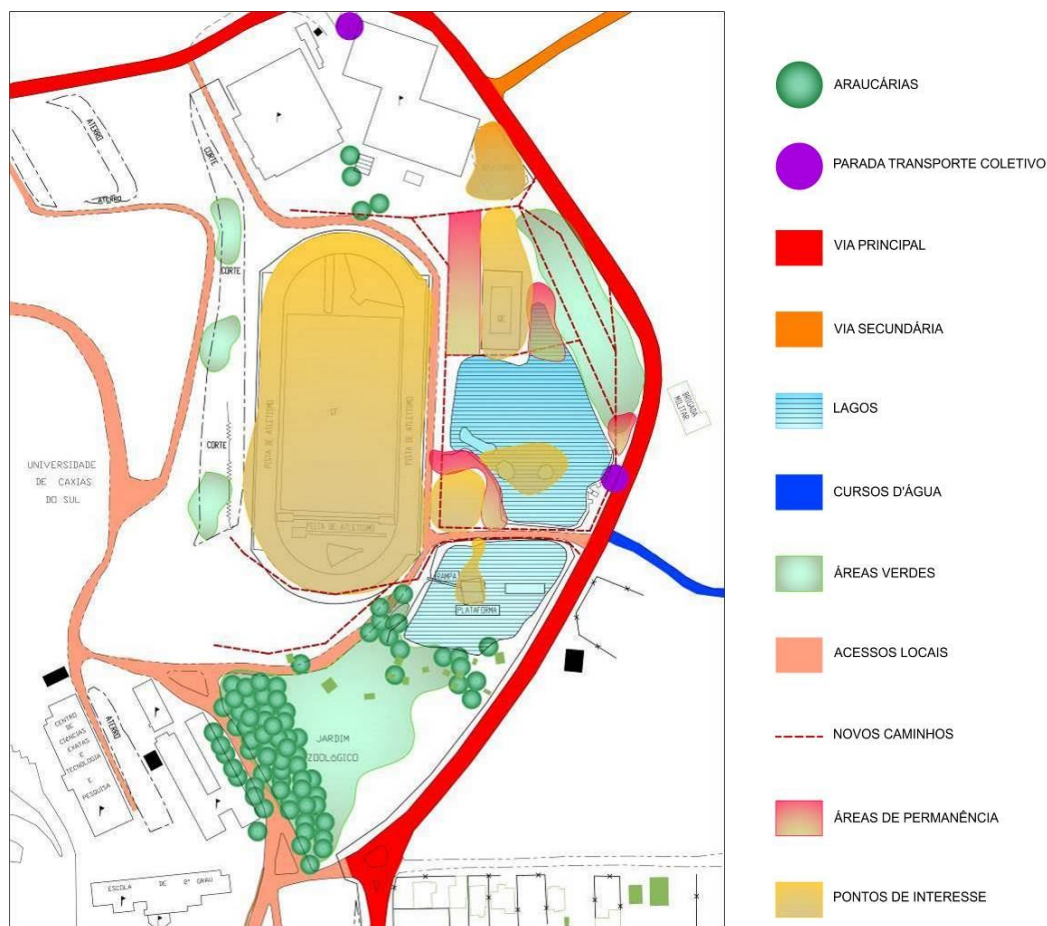 ARAUCÁRIAS
PARADA TRANSPORTE COLETIVO
VIA PRINCIPAL
VIA SECUNDÁRIA
LAGOS
CURSOS D'ÁGUA
ÁREAS VERDES
ACESSOS LOCAIS
NOVOS CAMINHOS
ÁREAS DE PERMANÊNCIA
PONTOS DE INTERESSE
ATERRO
ATERRO
ATERRO
CORTE
CORTE
CORTE
UNIVERSIDADE
DE CAXIAS
DO SUL
PISTA DE ATLETISMO
PISTA DE ATLETISMO
PISTA DE ATLETISMO
BRIGADA
MILITAR
RAMPA
PLATAFORMA
JARDIM
ZOOLóGICO
CENTRO
DE
CIÊNCIAS
EXATAS
E
TECNOLOGIA
E
PESQUISA
ATERRO
ESCOLA DE 2º GRAU